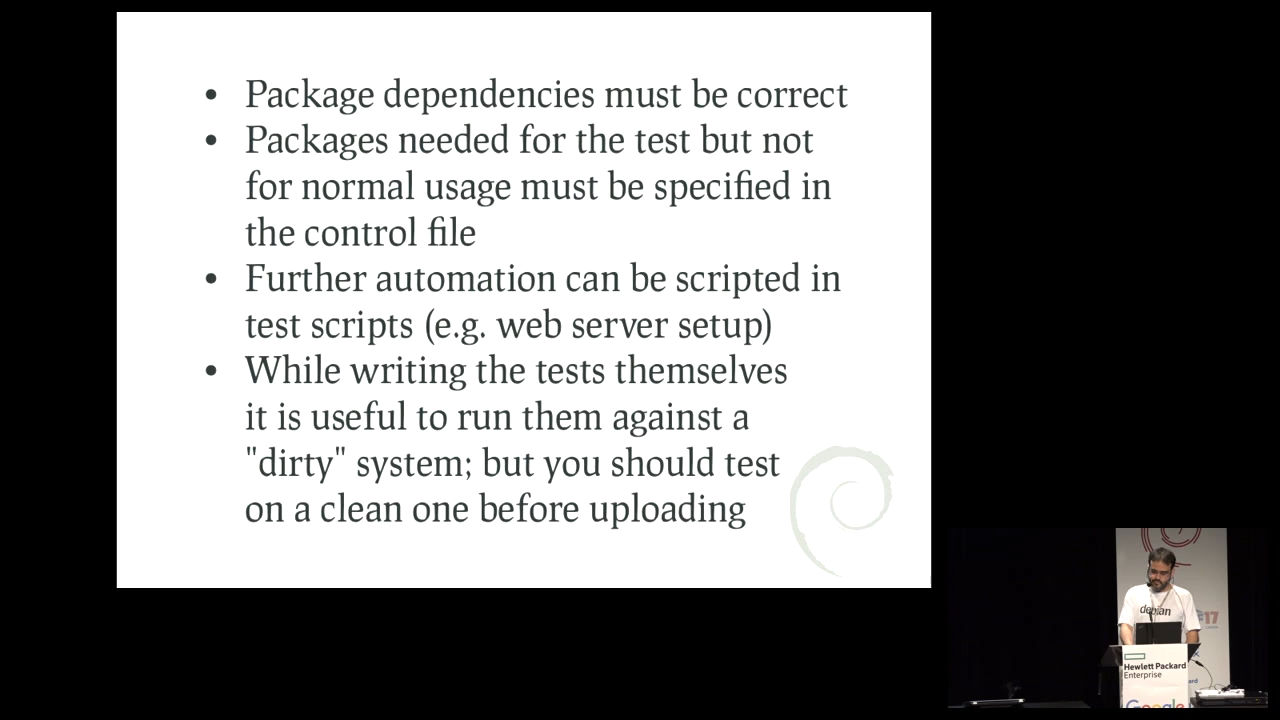 • Package dependencies must be correct
• Packages needed for the test but not
for normal usage must be specified in
the control file
• Further automation can be scripted in
test scripts (e.g. web server setup)
• While writing the tests themselves
it is useful to run them against a
"dirty" system; but you should test
on a clean one before uploading
debian
17
Hewlett Packard
Enterprise
Google